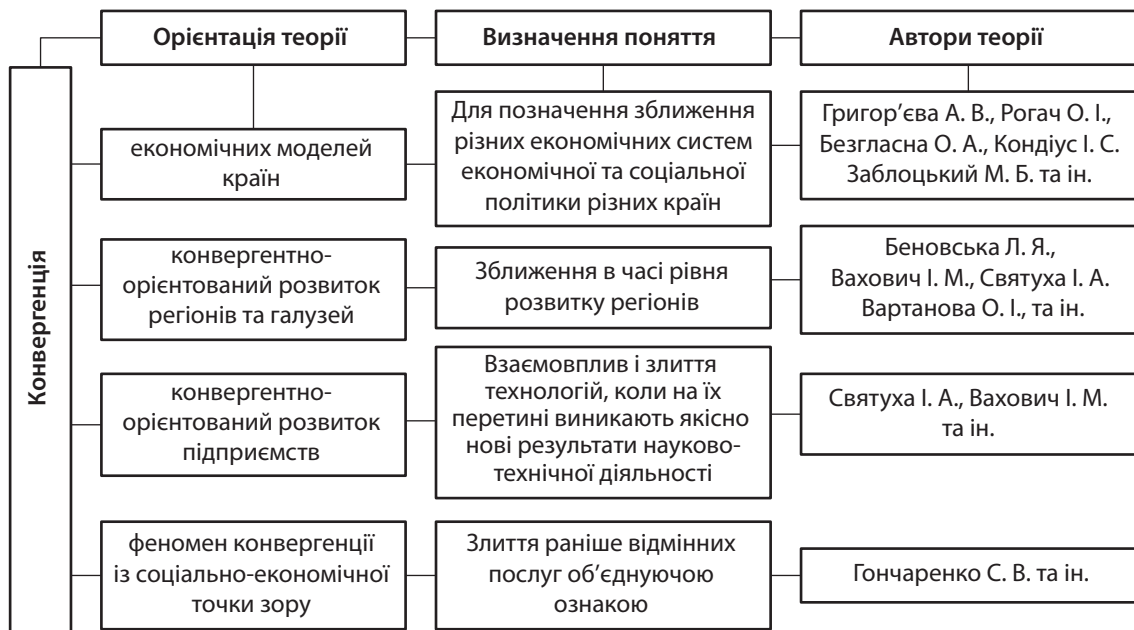 Орієнтація теорії
Визначення поняття
Автори теорії
Конвергенція
економічних моделей
країн
Для позначення зближення
різних економічних систем
економічної та соціальної
політики різних країн
Григор’єва А. В., Рогач О. І.,
Безгласна О. А., Кондіус І. С.
Заблоцький М. Б. та ін.
конвергентно-
орієнтований розвиток
регіонів та галузей
Зближення в часі рівня
розвитку регіонів
Беновська Л. Я.,
Вахович І. М., Святуха І. А.
Вартанова О. І., та ін.
конвергентно-
орієнтований розвиток
підприємств
Взаємовплив і злиття
технологій, коли на їх
перетині виникають якісно
нові результати науково-
технічної діяльності
Святуха І. А., Вахович І. М.
та ін.
феномен конвергенції
із соціально-економічної
точки зору
Злиття раніше відмінних
послуг об’єднуючою
ознакою
Гончаренко С. В. та ін.